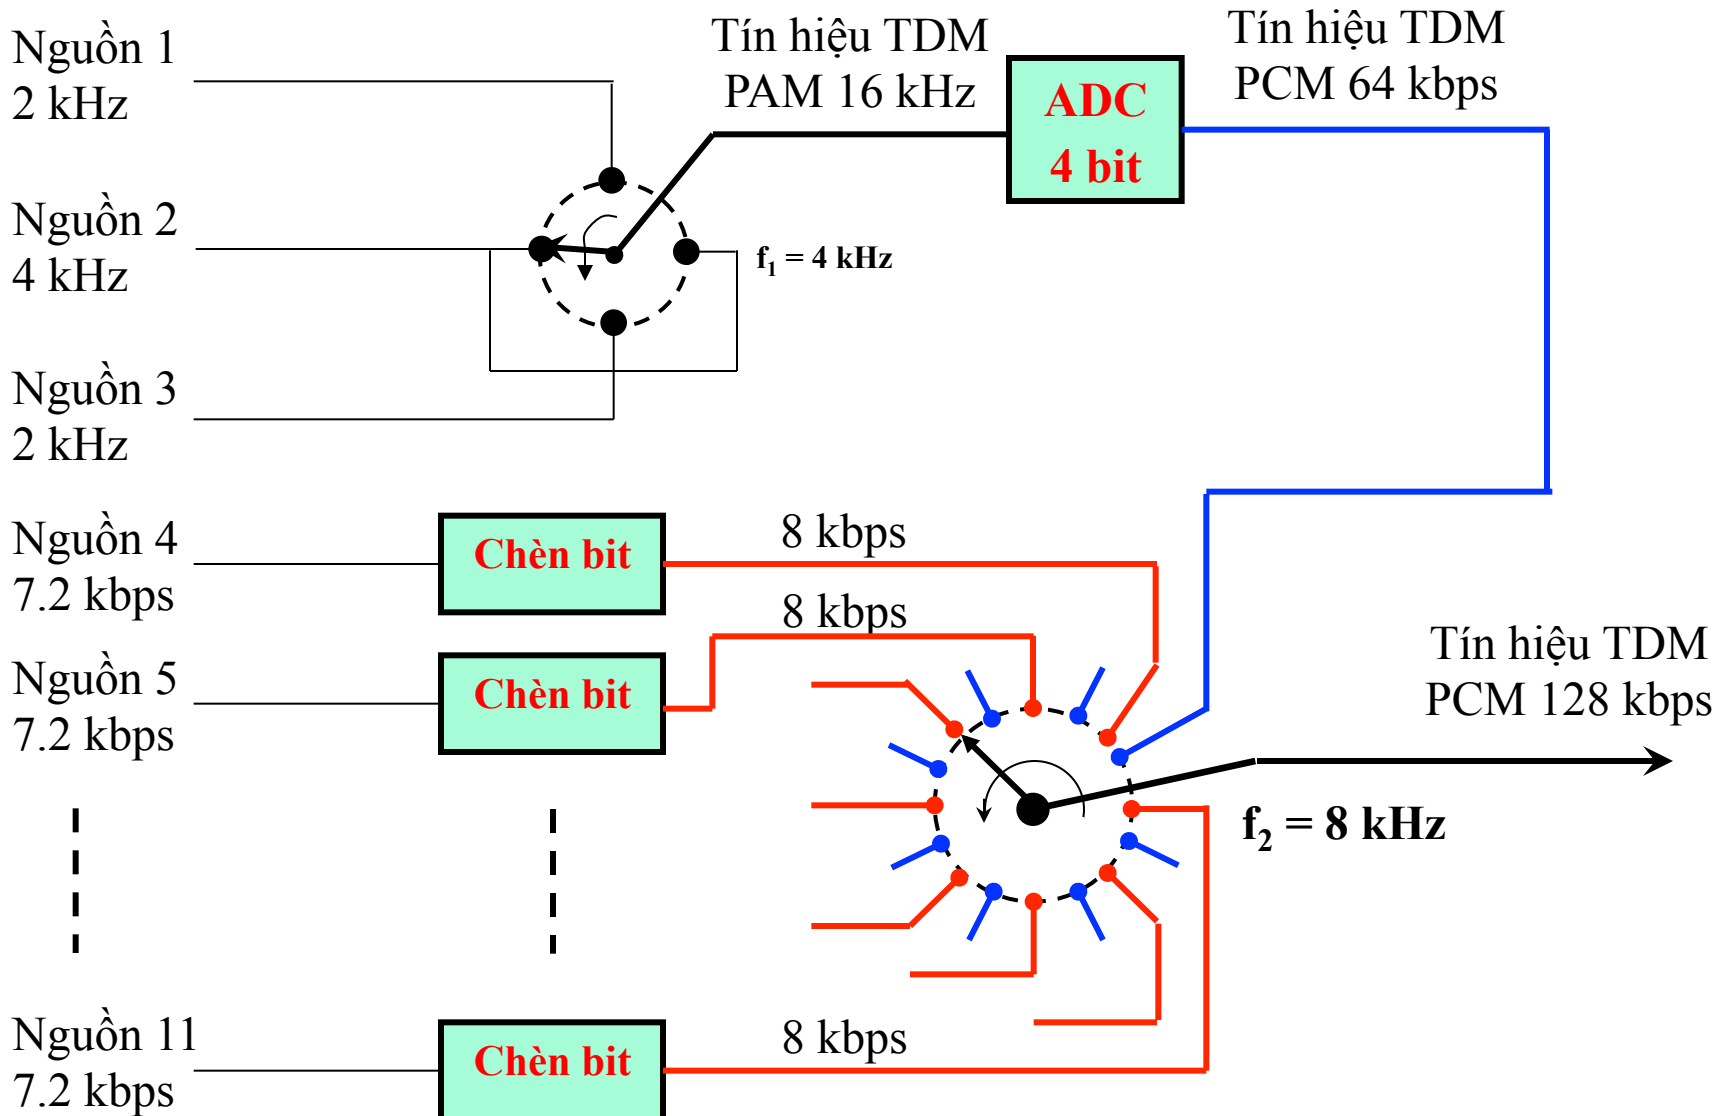 Nguồn 1
2 kHz
Tín hiệu TDM
PAM 16 kHz
ADC
4 bit
Tín hiệu TDM
PCM 64 kbps
Nguồn 2
4 kHz
f₁ = 4 kHz
Nguồn 3
2 kHz
Nguồn 4
7.2 kbps
Chèn bit
8 kbps
Nguồn 5
7.2 kbps
Chèn bit
8 kbps
Tín hiệu TDM
PCM 128 kbps
f₂ = 8 kHz
Nguồn 11
7.2 kbps
Chèn bit
8 kbps